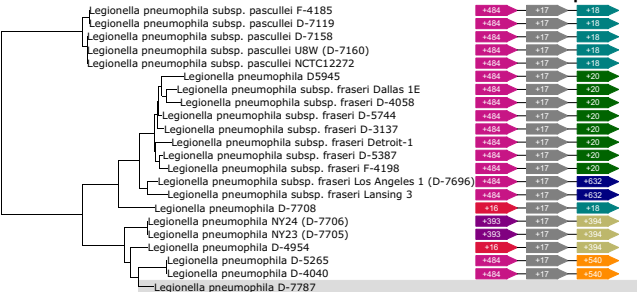 Legionella pneumophila subsp. pascullei F-4185 +484 +17 +18
Legionella pneumophila subsp. pascullei D-7119 +484 +17 +18
Legionella pneumophila subsp. pascullei D-7158 +484 +17 +18
Legionella pneumophila subsp. pascullei U8W (D-7160) +484 +17 +18
Legionella pneumophila subsp. pascullei NCTC12272 +484 +17 +18
Legionella pneumophila D5945 +484 +17 +20
Legionella pneumophila subsp. fraseri Dallas 1E +484 +17 +20
Legionella pneumophila subsp. fraseri D-4058 +484 +17 +20
Legionella pneumophila subsp. fraseri D-5744 +484 +17 +20
Legionella pneumophila subsp. fraseri D-3137 +484 +17 +20
Legionella pneumophila subsp. fraseri Detroit-1 +484 +17 +20
Legionella pneumophila subsp. fraseri D-5387 +484 +17 +20
Legionella pneumophila subsp. fraseri F-4198 +484 +17 +20
Legionella pneumophila subsp. fraseri Los Angeles 1 (D-7696) +484 +17 +632
Legionella pneumophila subsp. fraseri Lansing 3 +484 +17 +632
Legionella pneumophila D-7708 +16 +17 +18
Legionella pneumophila NY24 (D-7706) +393 +17 +394
Legionella pneumophila NY23 (D-7705) +393 +17 +394
Legionella pneumophila D-4954 +16 +17 +394
Legionella pneumophila D-5265 +484 +17 +540
Legionella pneumophila D-4040 +484 +17 +540
Legionella pneumophila D-7787